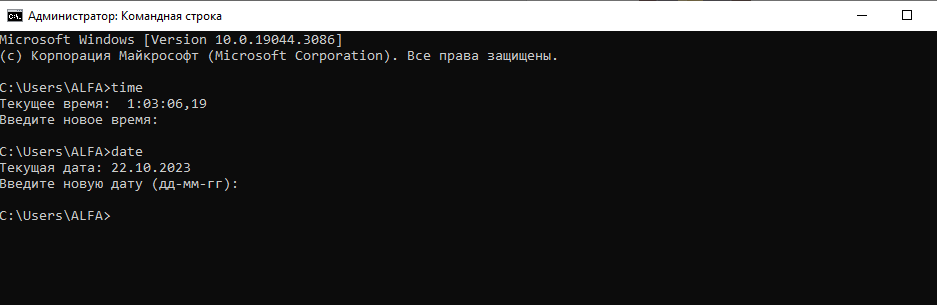 Администратор: Командная строка
Microsoft Windows [Version 10.0.19044.3086]
(c) Корпорация Майкрософт (Microsoft Corporation). Все права защищены.
C:\Users\ALFA>time
Текущее время:  1:03:06,19
Введите новое время:
C:\Users\ALFA>date
Текущая дата: 22.10.2023
Введите новую дату (дд-мм-гг):
C:\Users\ALFA>